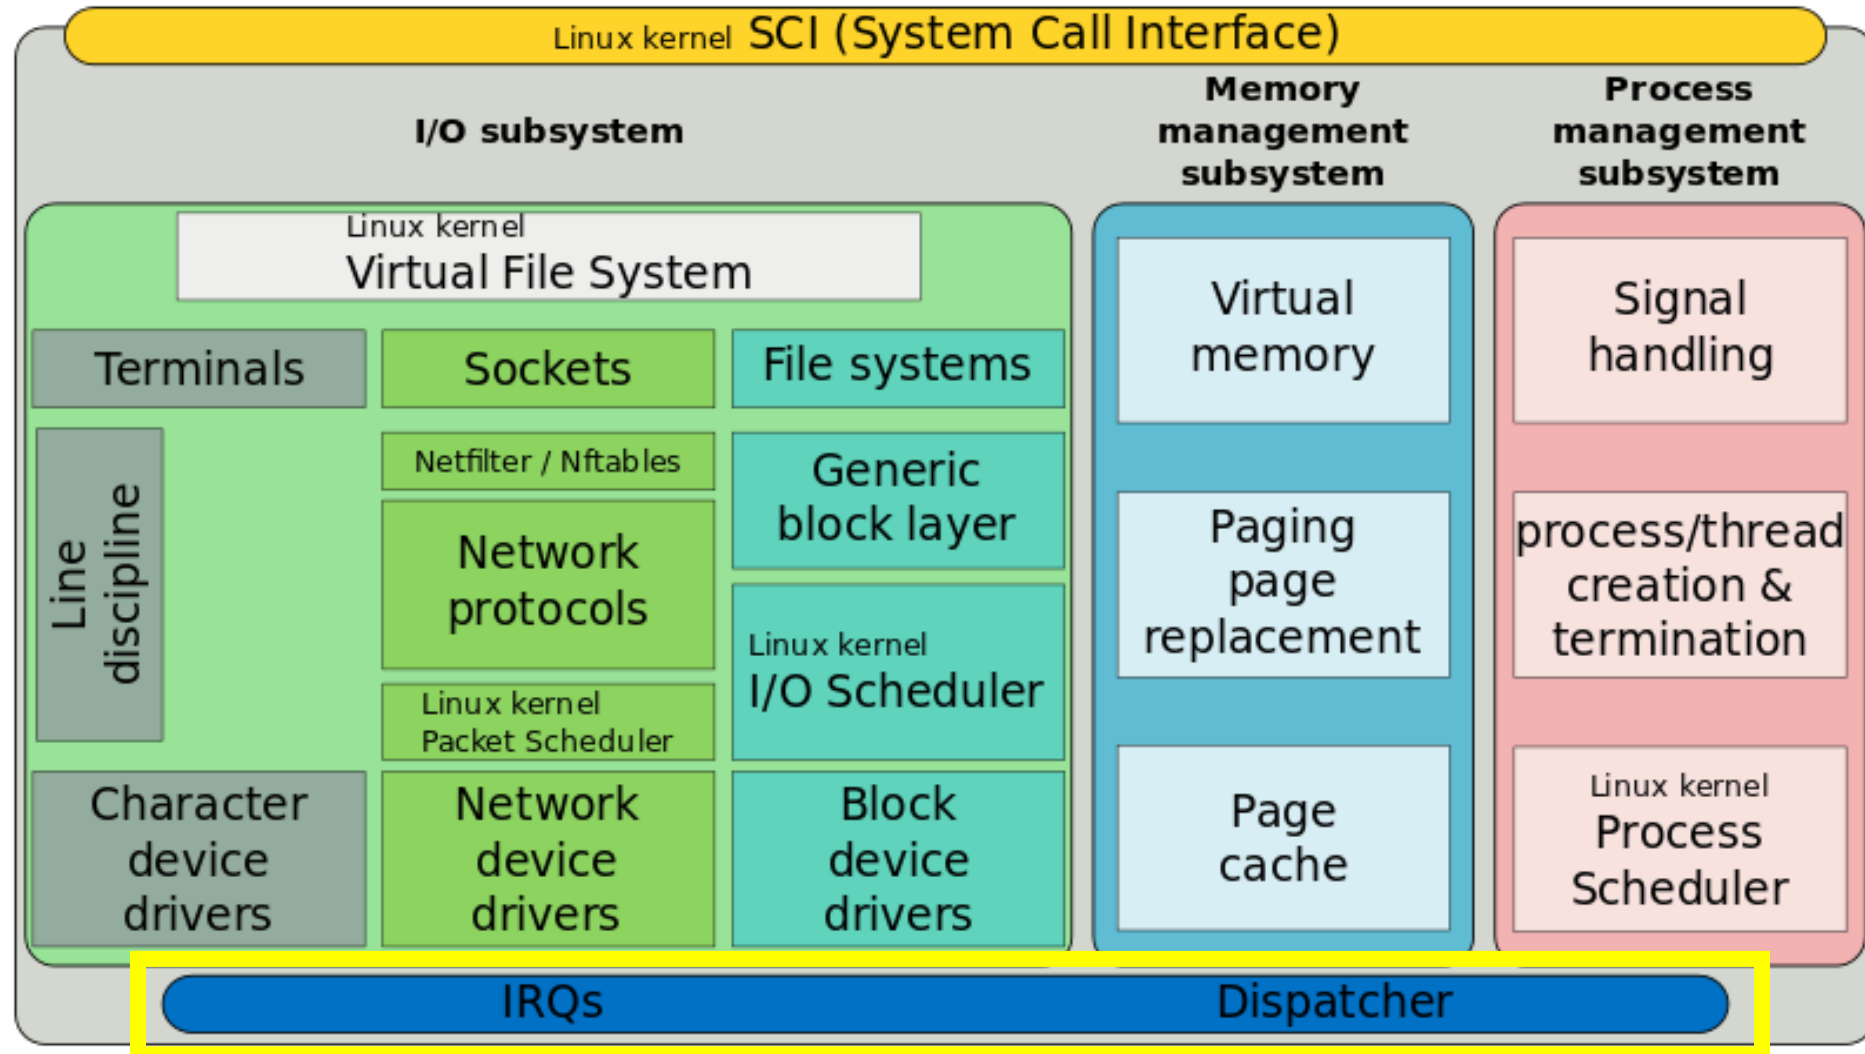 Linux kernel SCI (System Call Interface)
I/O subsystem
Memory
management
subsystem
Process
management
subsystem
Linux kernel
Virtual File System
Terminals
Sockets
File systems
Line
discipline
Netfilter / Nftables
Network
protocols
Linux kernel
Packet Scheduler
Generic
block layer
Linux kernel
I/O Scheduler
Character
device
drivers
Network
device
drivers
Block
device
drivers
Virtual
memory
Paging
page
replacement
Page
cache
Signal
handling
process/thread
creation &
termination
Linux kernel
Process
Scheduler
IRQs
Dispatcher